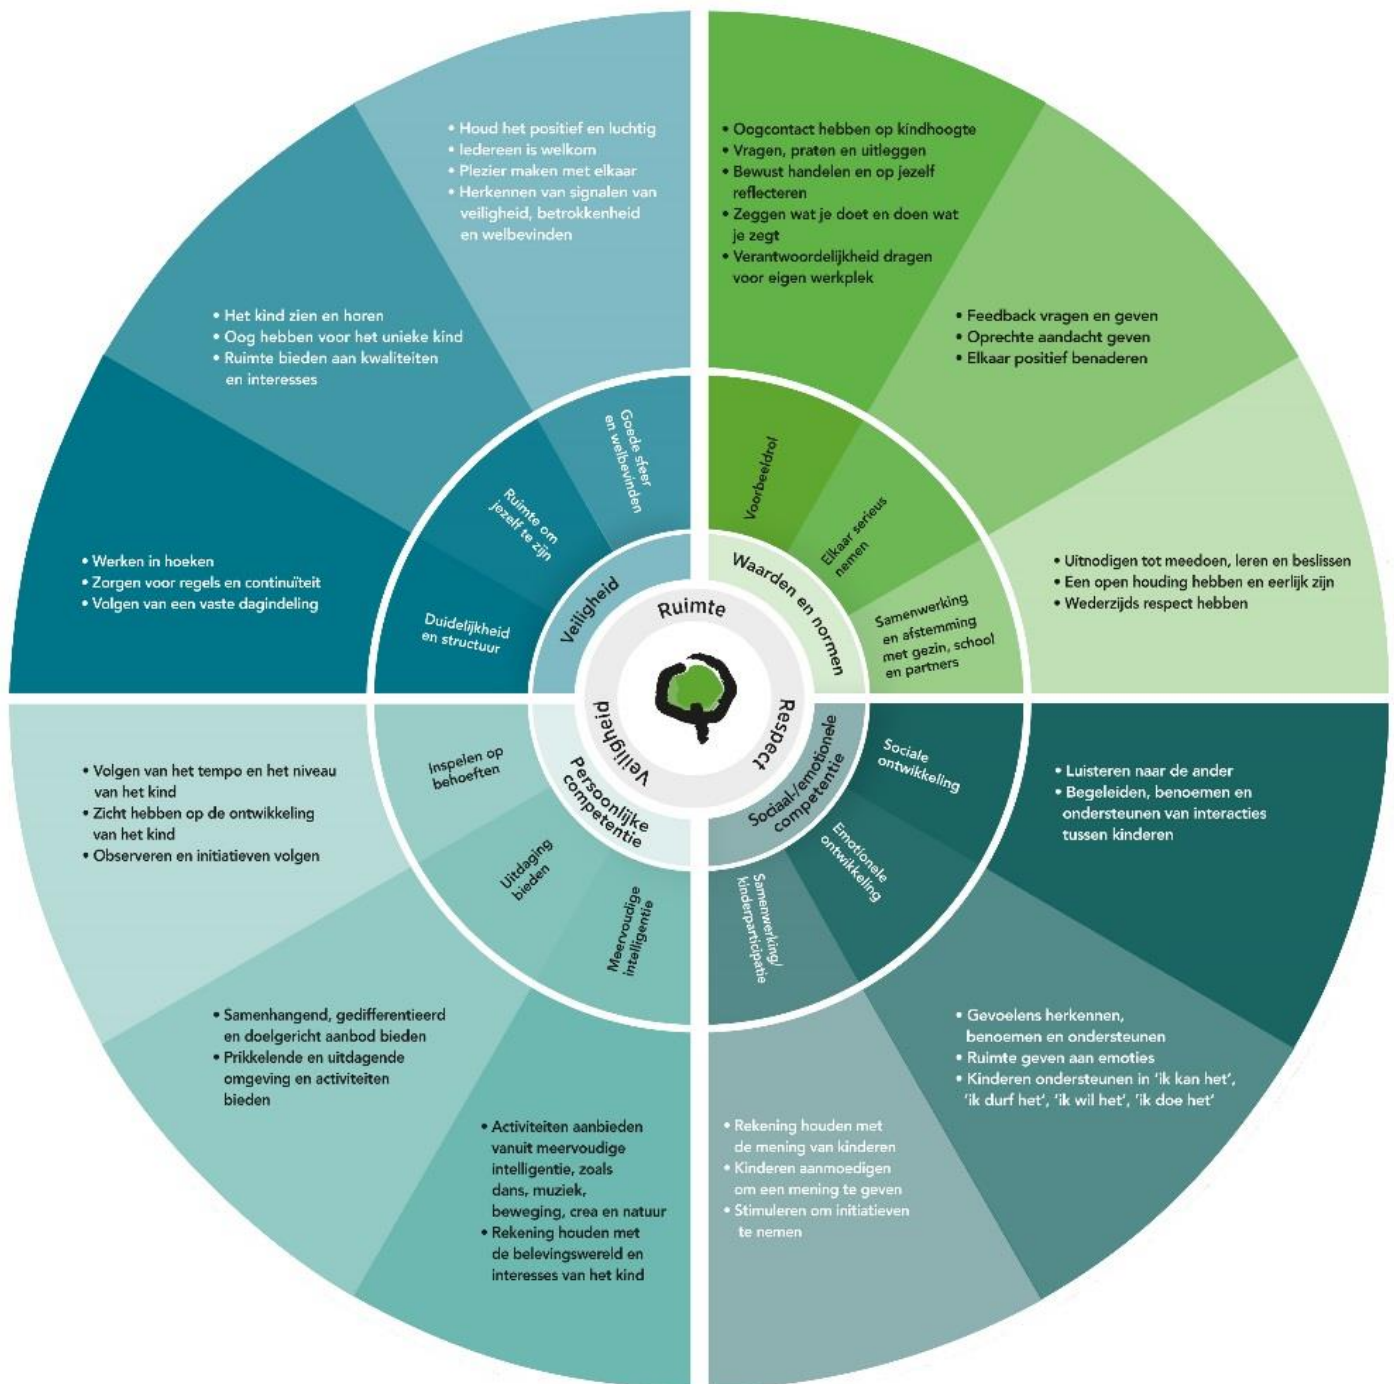 • Houd het positief en luchtig
• Iedereen is welkom
• Plezier maken met elkaar
• Herkennen van signalen van
veiligheid, betrokkenheid
en welbevinden
• Oogcontact hebben op kindhoogte
• Vragen, praten en uitleggen
• Bewust handelen en op jezelf
reflecteren
• Zeggen wat je doet en doen wat
je zegt
• Verantwoordelijkheid dragen
voor eigen werkplek
• Het kind zien en horen
• Oog hebben voor het unieke kind
• Ruimte bieden aan kwaliteiten
en interesses
• Feedback vragen en geven
• Oprechte aandacht geven
• Elkaar positief benaderen
• Werken in hoeken
• Zorgen voor regels en continuïteit
• Volgen van een vaste dagindeling
• Uitnodigen tot meedoen, leren en beslissen
• Een open houding hebben en eerlijk zijn
• Wederzijds respect hebben
Goede sfeer
en welbevinden
Ruimte om
jezelf te zijn
Duidelijkheid
en structuur
Voorbeeldrol
Elkaar serieus
nemen
Samenwerking
en afstemming
met gezin, school
en partners
Veiligheid
Waarden en normen
Ruimte
Respect
Veiligheid
Persoonlijke
competentie
Sociaal-/emotionele
competentie
Inspelen op
behoeften
Uitdaging
bieden
Meervoudige
intelligentie
Sociale
ontwikkeling
Emotionele
ontwikkeling
Samenwerking/
kinderparticipatie
• Volgen van het tempo en het niveau
van het kind
• Zicht hebben op de ontwikkeling
van het kind
• Observeren en initiatieven volgen
• Luisteren naar de ander
• Begeleiden, benoemen en
ondersteunen van interacties
tussen kinderen
• Samenhangend, gedifferentieerd
en doelgericht aanbod bieden
• Prikkelende en uitdagende
omgeving en activiteiten
bieden
• Gevoelens herkennen,
benoemen en ondersteunen
• Ruimte geven aan emoties
• Kinderen ondersteunen in 'ik kan het',
'ik durf het', 'ik wil het', 'ik doe het'
• Activiteiten aanbieden
vanuit meervoudige
intelligentie, zoals
dans, muziek,
beweging, crea en natuur
• Rekening houden met
de belevingswereld en
interesses van het kind
• Rekening houden met
de mening van kinderen
• Kinderen aanmoedigen
om een mening te geven
• Stimuleren om initiatieven
te nemen